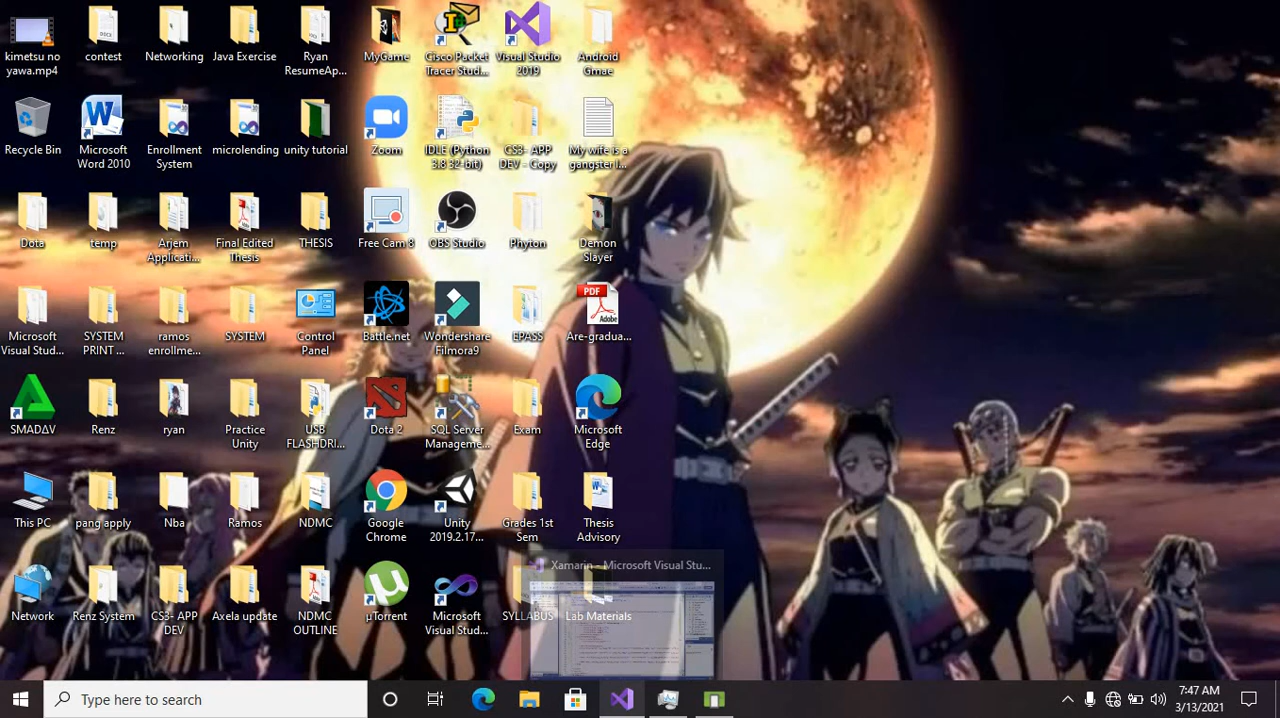 kimetsu no
yawa.mp4
contest
Networking
Java Exercise
Ryan
ResumeAp...
MyGame
Cisco Packet
Tracer Stud...
Visual Studio
2019
Android
Gmae
Recycle Bin
Microsoft
Word 2010
Enrollment
System
microlending
unity tutorial
Zoom
IDLE (Python
3.8 32-bit)
CS3- APP
DEV - Copy
My wife is a
gangster I...
Dota
temp
Arjem
Applicati...
Final Edited
Thesis
THESIS
Free Cam 8
OBS Studio
Phyton
Demon
Slayer
Microsoft
Visual Stud...
SYSTEM
PRINT ...
ramos
enrollme...
SYSTEM
Control
Panel
Battle.net
Wondershare
Filmora9
EPASS
PDF
Adobe
Are-gradua...
SMADΔV
Renz
ryan
Practice
Unity
USB
FLASHDRI...
Dota 2
SQL Server
Manageme...
Exam
Microsoft
Edge
This PC
pang apply
Nba
Ramos
NDMC
Google
Chrome
Unity
2019.2.17...
Grades 1st
Sem
Thesis
Advisory
Network
Renz System
CS3- APP
DEV
Axela update
NDMC
OUTLINE
µTorrent
Microsoft
Visual Stud...
SYLLABUS
Lab Materials
Xamarin - Microsoft Visual Stu...
Type here to search
7:47 AM
3/13/2021